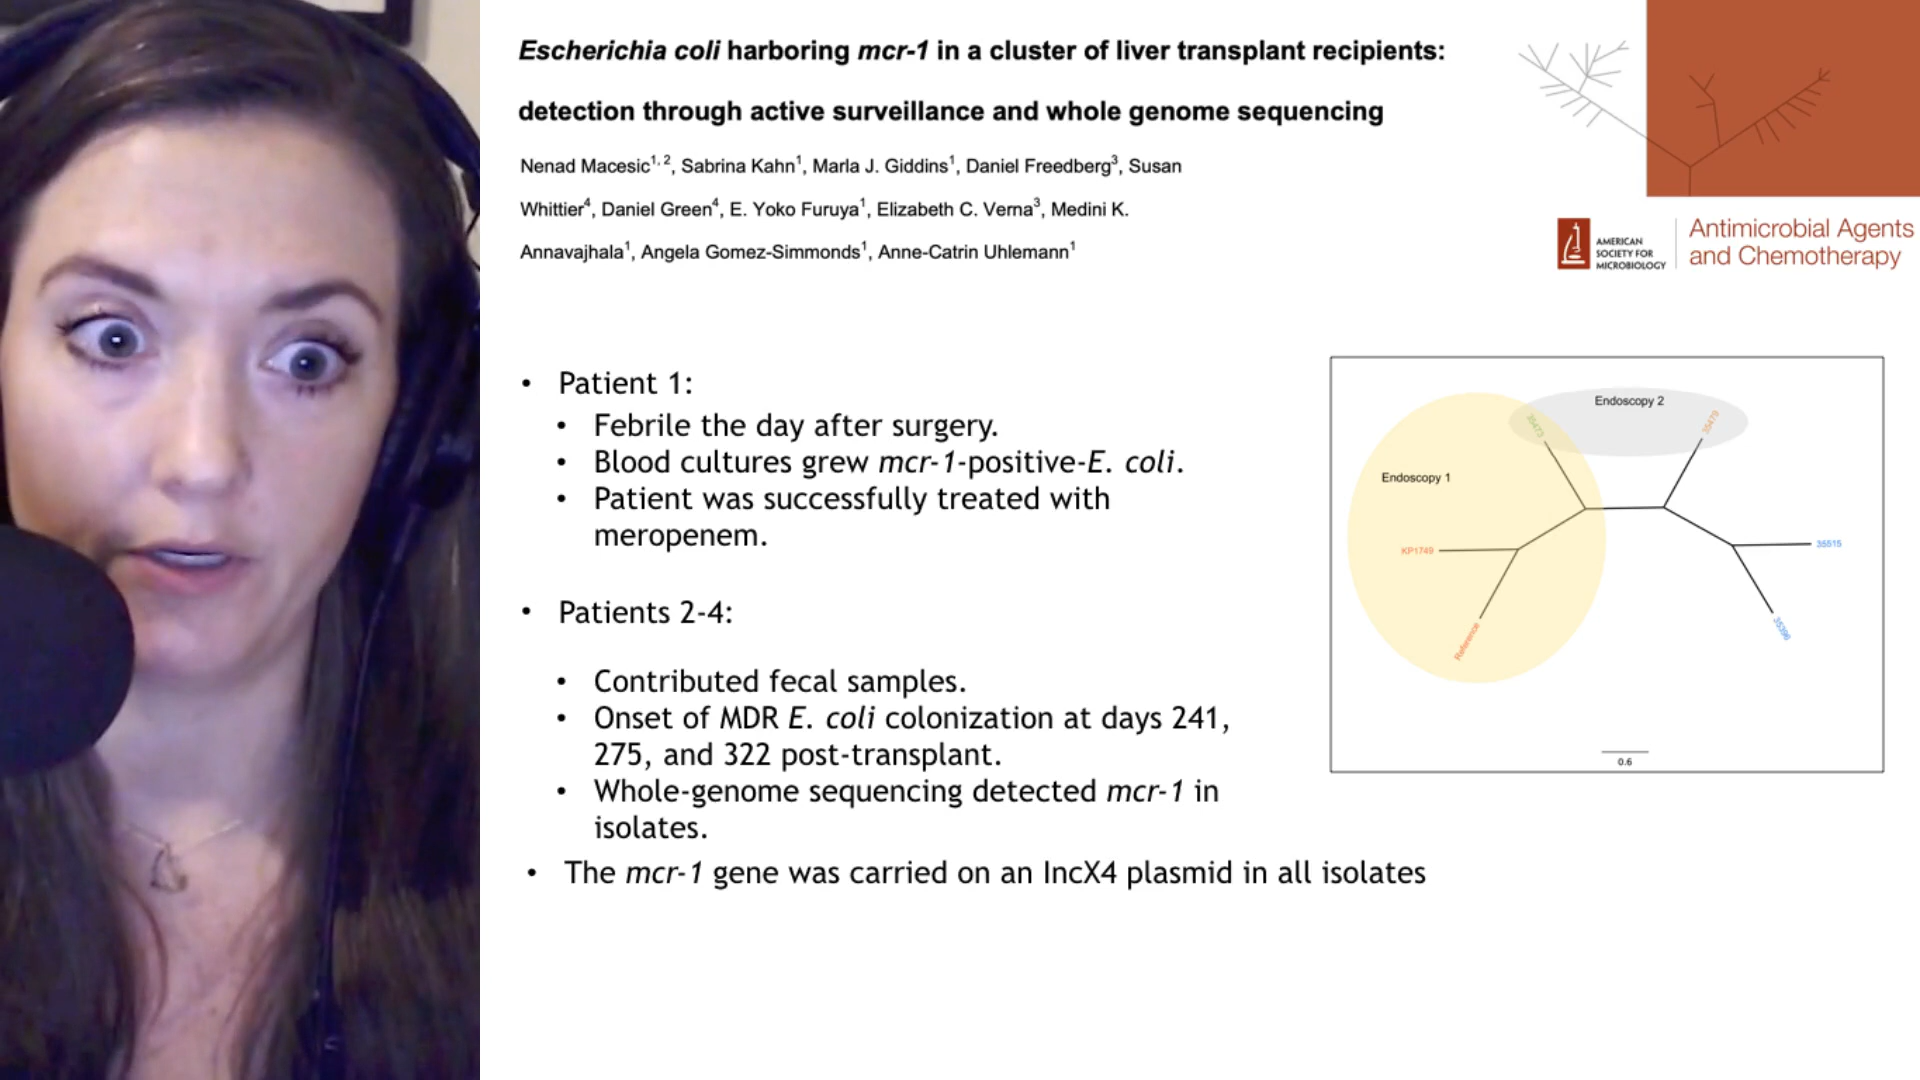 Escherichia coli harboring mcr-1 in a cluster of liver transplant recipients:
detection through active surveillance and whole genome sequencing
Nenad Macesic1, 2, Sabrina Kahn1, Marla J. Giddins1, Daniel Freedberg3, Susan
Whittier4, Daniel Green4, E. Yoko Furuya1, Elizabeth C. Verna3, Medini K.
Annavajhala1, Angela Gomez-Simmonds1, Anne-Catrin Uhlemann1
AMERICAN
SOCIETY FOR
MICROBIOLOGY
Antimicrobial Agents
and Chemotherapy
• Patient 1:
• Febrile the day after surgery.
• Blood cultures grew mcr-1-positive-E. coli.
• Patient was successfully treated with
meropenem.
• Patients 2-4:
• Contributed fecal samples.
• Onset of MDR E. coli colonization at days 241,
275, and 322 post-transplant.
• Whole-genome sequencing detected mcr-1 in
isolates.
• The mcr-1 gene was carried on an IncX4 plasmid in all isolates
Endoscopy 2
35473
35479
Endoscopy 1
KP1749
35515
Reference
35396
0.6